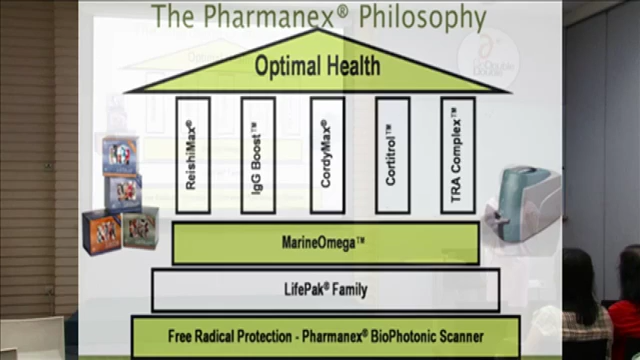 The Pharmanex® Philosophy
Optimal Health
ReishiMax®
IgG Boost™
CordyMax®
Cortitrol™
TRA Complex™
MarineOmega™
LifePak® Family
Free Radical Protection - Pharmanex® BioPhotonic Scanner